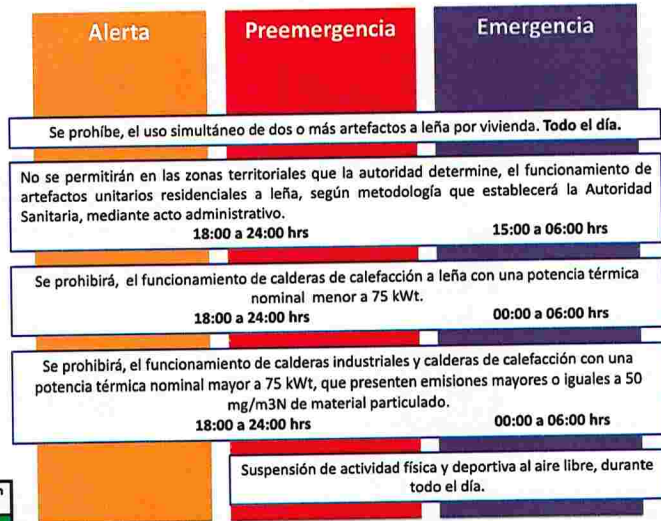 Alerta
Preemergencia
Emergencia
Se prohíbe, el uso simultáneo de dos o más artefactos a leña por vivienda. Todo el día.
No se permitirán en las zonas territoriales que la autoridad determine, el funcionamiento de
artefactos unitarios residenciales a leña, según metodología que establecerá la Autoridad
Sanitaria, mediante acto administrativo.
18:00 a 24:00 hrs
15:00 a 06:00 hrs
Se prohibirá, el funcionamiento de calderas de calefacción a leña con una potencia térmica
nominal menor a 75 kWt.
18:00 a 24:00 hrs
00:00 a 06:00 hrs
Se prohibirá, el funcionamiento de calderas industriales y calderas de calefacción con una
potencia térmica nominal mayor a 75 kWt, que presenten emisiones mayores o iguales a 50
mg/m3N de material particulado.
18:00 a 24:00 hrs
00:00 a 06:00 hrs
Suspensión de actividad física y deportiva al aire libre, durante
todo el día.